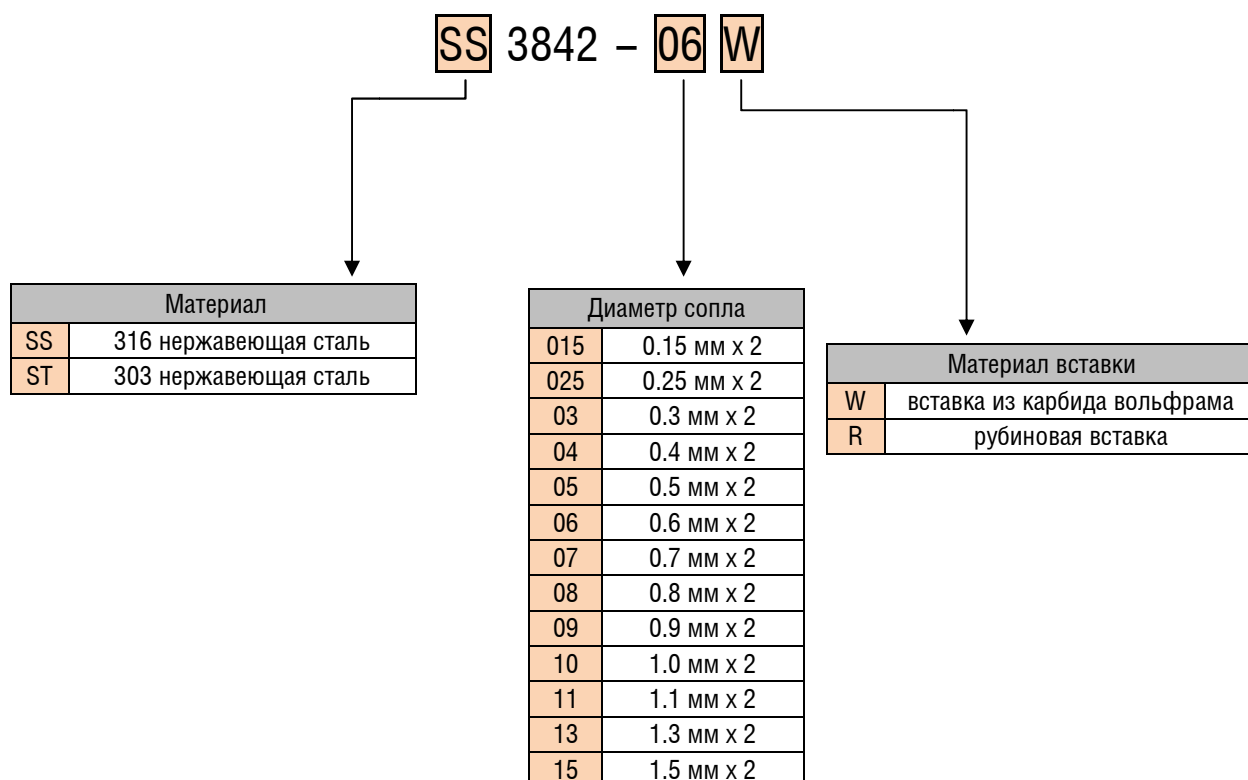 SS 3842 – 06 W
Материал
SS 316 нержавеющая сталь
ST 303 нержавеющая сталь
Диаметр сопла
015 0.15 мм x 2
025 0.25 мм x 2
03 0.3 мм x 2
04 0.4 мм x 2
05 0.5 мм x 2
06 0.6 мм x 2
07 0.7 мм x 2
08 0.8 мм x 2
09 0.9 мм x 2
10 1.0 мм x 2
11 1.1 мм x 2
13 1.3 мм x 2
15 1.5 мм x 2
Материал вставки
W вставка из карбида вольфрама
R рубиновая вставка